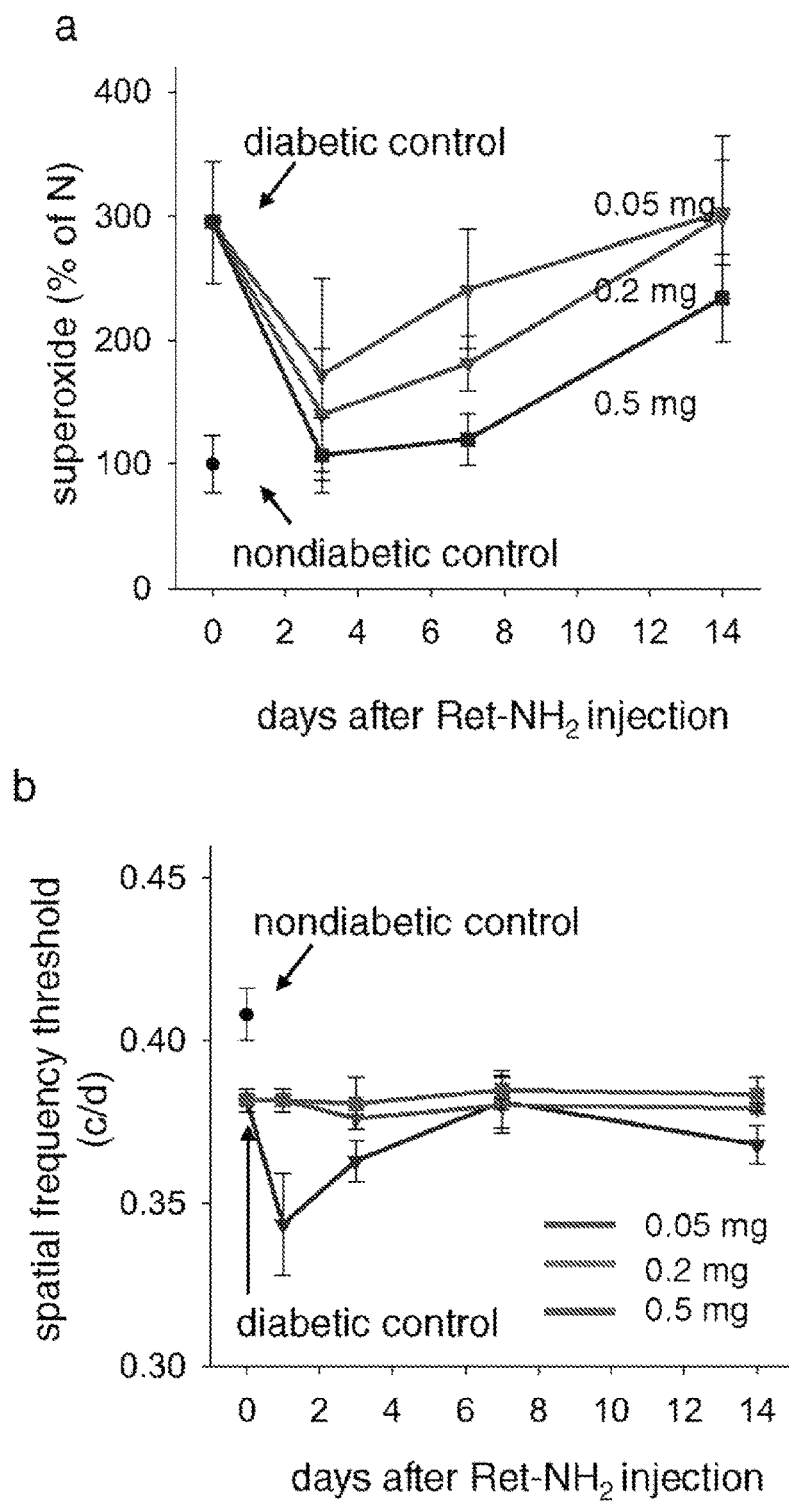 a
superoxide (% of N)
400
300
200
100
0
diabetic control
0.05 mg
0.2 mg
0.5 mg
nondiabetic control
0 2 4 6 8 10 12 14
days after Ret-NH₂ injection
b
spatial frequency threshold
(c/d)
0.45
0.40
0.35
0.30
nondiabetic control
0.05 mg
0.2 mg
0.5 mg
diabetic control
0 2 4 6 8 10 12 14
days after Ret-NH₂ injection